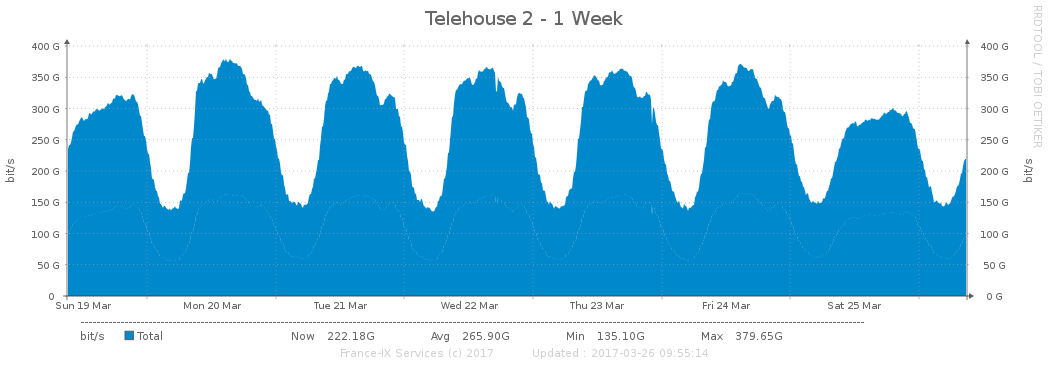 Telehouse 2 - 1 Week
RRDTOOL / TOBI OETIKER
400 G 400 G
350 G 350 G
300 G 300 G
250 G 250 G
200 G 200 G
150 G 150 G
100 G 100 G
50 G 50 G
0 0 G
bit/s bit/s
Sun 19 Mar Mon 20 Mar Tue 21 Mar Wed 22 Mar Thu 23 Mar Fri 24 Mar Sat 25 Mar
bit/s Total Now 222.18G Avg 265.90G Min 135.10G Max 379.65G
France-IX Services (c) 2017 Updated : 2017-03-26 09:55:14